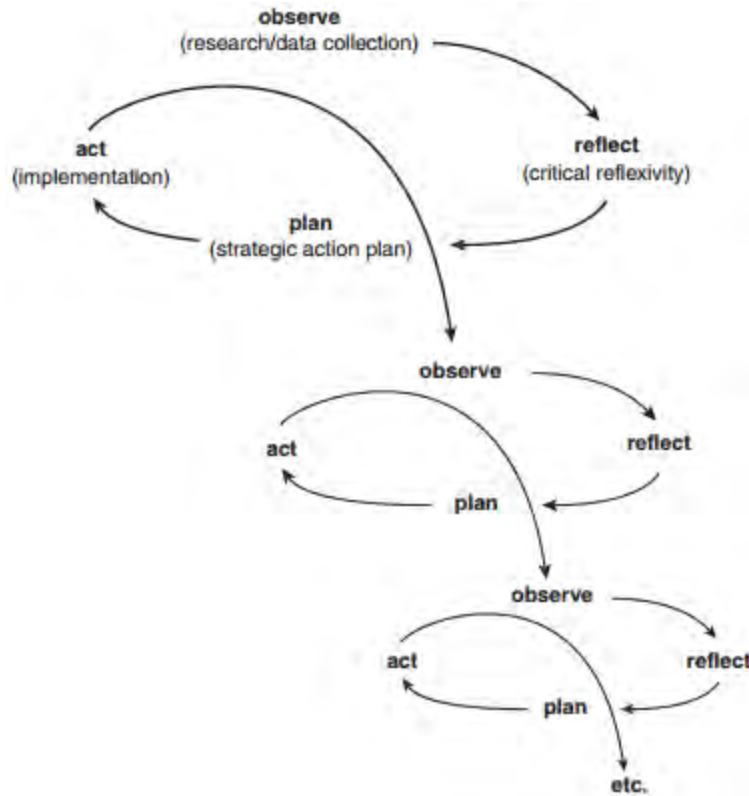 observe
(research/data collection)
act
(implementation)
reflect
(critical reflexivity)
plan
(strategic action plan)
observe
act
reflect
plan
observe
act
reflect
plan
etc.